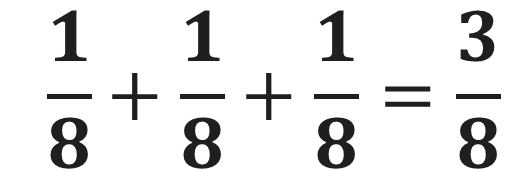 1/8 + 1/8 + 1/8 = 3/8